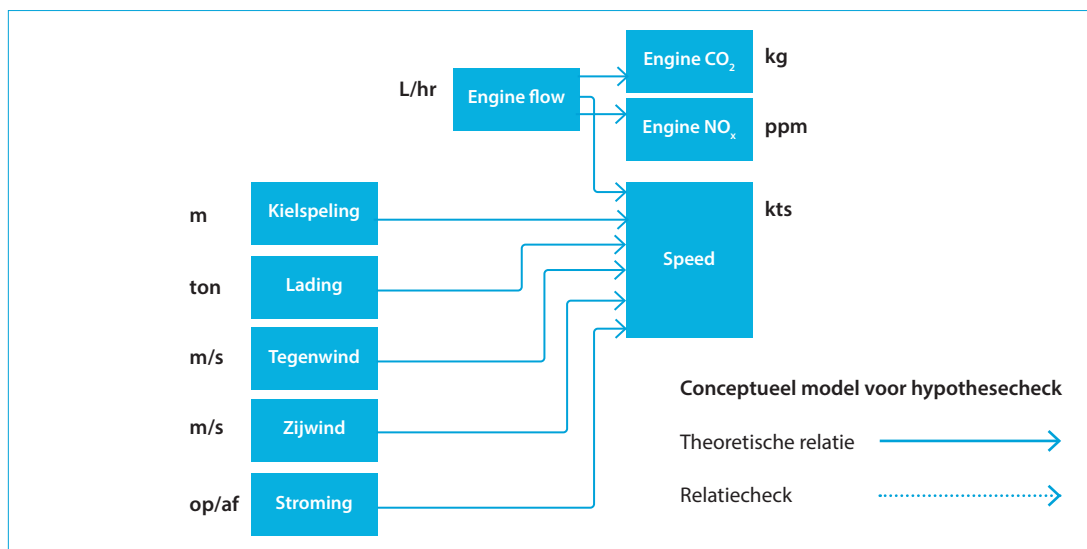 Engine CO₂
kg
L/hr
Engine flow
Engine NOₓ
ppm
m
Kielspeling
kts
Speed
ton
Lading
m/s
Tegenwind
m/s
Zijwind
op/af
Stroming
Conceptueel model voor hypothesecheck
Theoretische relatie
Relatiecheck